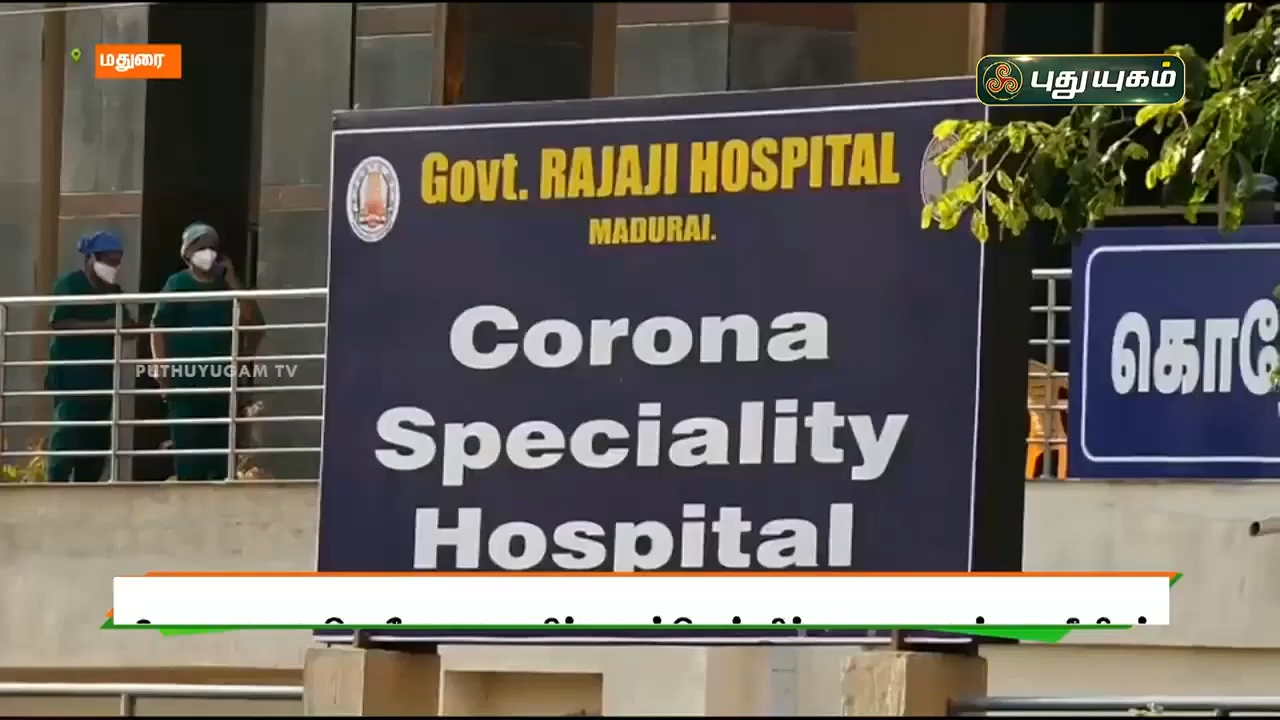 மதுரை
புதுயுகம்
Govt. RAJAJI HOSPITAL
MADURAI.
Corona
Speciality
Hospital
PUTHUYUGAM TV